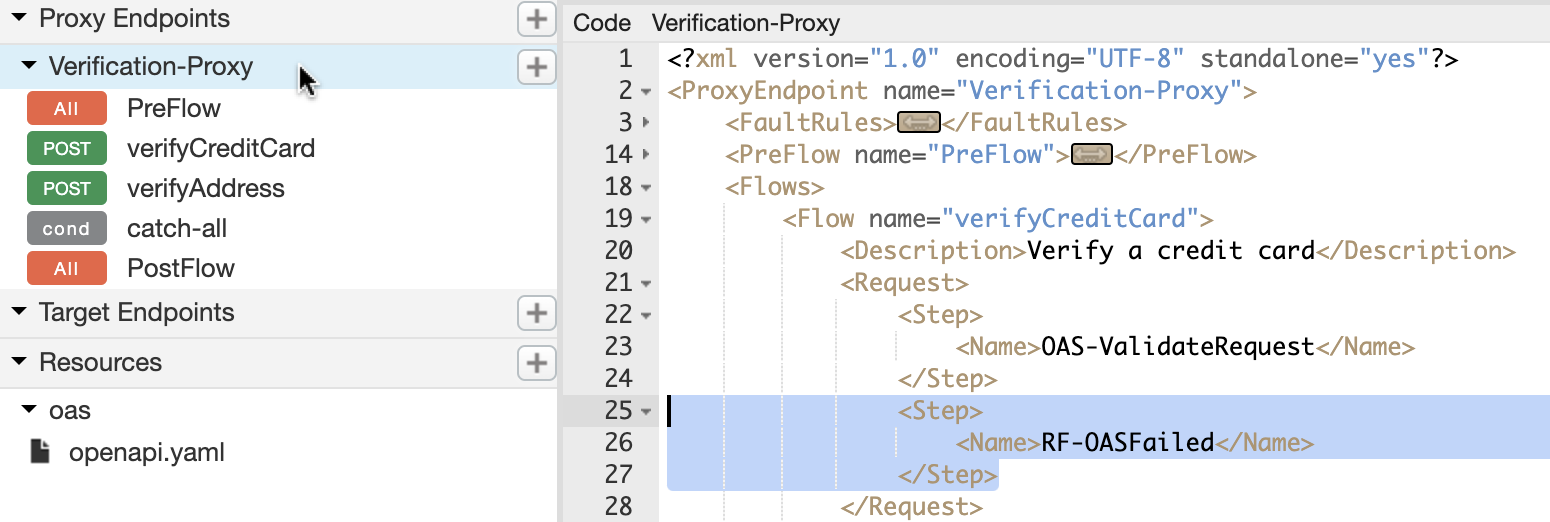 Proxy Endpoints
Verification-Proxy
All PreFlow
POST verifyCreditCard
POST verifyAddress
cond catch-all
All PostFlow
Target Endpoints
Resources
oas
openapi.yaml
Code Verification-Proxy
1 <?xml version="1.0" encoding="UTF-8" standalone="yes"?>
2 <ProxyEndpoint name="Verification-Proxy">
3 <FaultRules></FaultRules>
14 <PreFlow name="PreFlow"></PreFlow>
18 <Flows>
19 <Flow name="verifyCreditCard">
20 <Description>Verify a credit card</Description>
21 <Request>
22 <Step>
23 <Name>OAS-ValidateRequest</Name>
24 </Step>
25 <Step>
26 <Name>RF-OASFailed</Name>
27 </Step>
28 </Request>